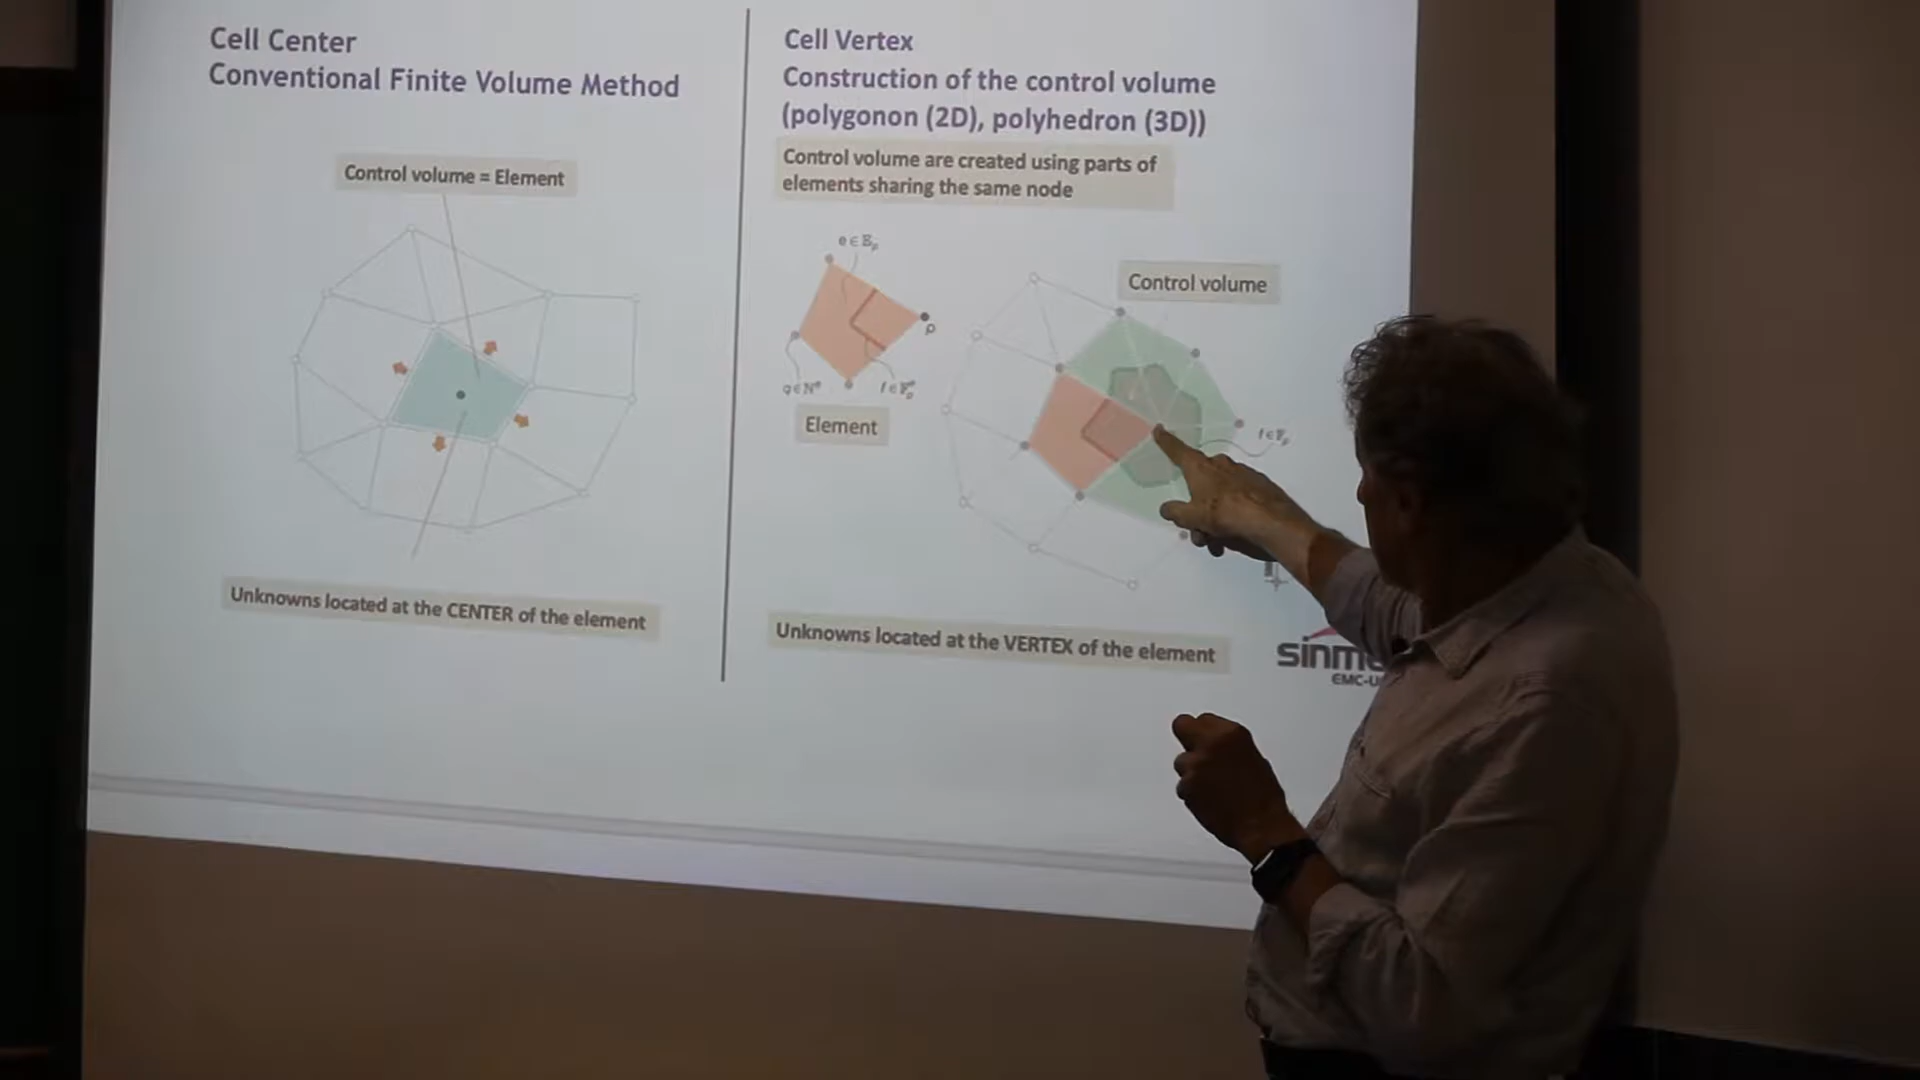 Cell Center
Conventional Finite Volume Method
Control volume = Element
Unknowns located at the CENTER of the element
Cell Vertex
Construction of the control volume
(polygonon (2D), polyhedron (3D))
Control volume are created using parts of
elements sharing the same node
Control volume
p
Element
Unknowns located at the VERTEX of the element
EMC-U